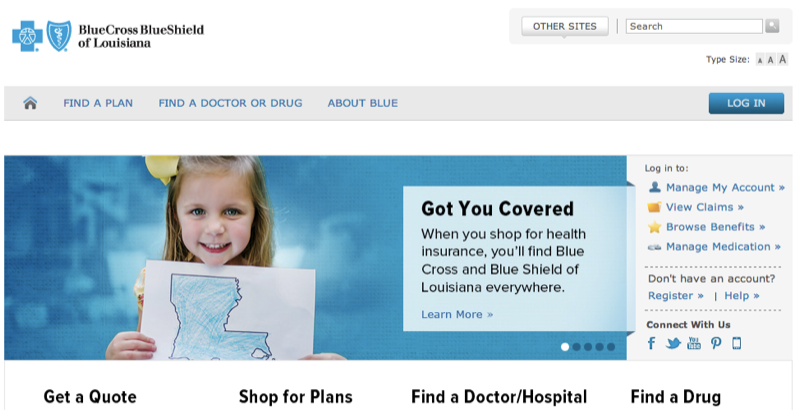 BlueCross BlueShield
of Louisiana
OTHER SITES
Search
Type Size: A A A
FIND A PLAN
FIND A DOCTOR OR DRUG
ABOUT BLUE
LOG IN
Got You Covered
When you shop for health
insurance, you'll find Blue
Cross and Blue Shield of
Louisiana everywhere.
Learn More »
Log in to:
Manage My Account »
View Claims »
Browse Benefits »
Manage Medication »
Don't have an account?
Register » | Help »
Connect With Us
f You Tube
Get a Quote
Shop for Plans
Find a Doctor/Hospital
Find a Drug